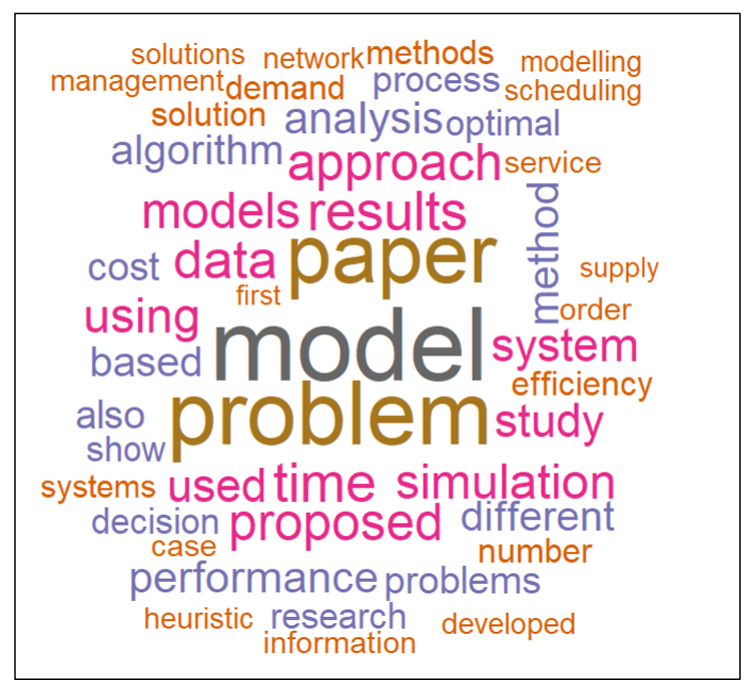 solutions network methods modelling
management demand process scheduling
solution analysis optimal
algorithm approach service
models results method
cost data paper supply
first order
using model system
based efficiency
also problem study
show
systems used time simulation
decision proposed different
case number
performance problems
heuristic research developed
information